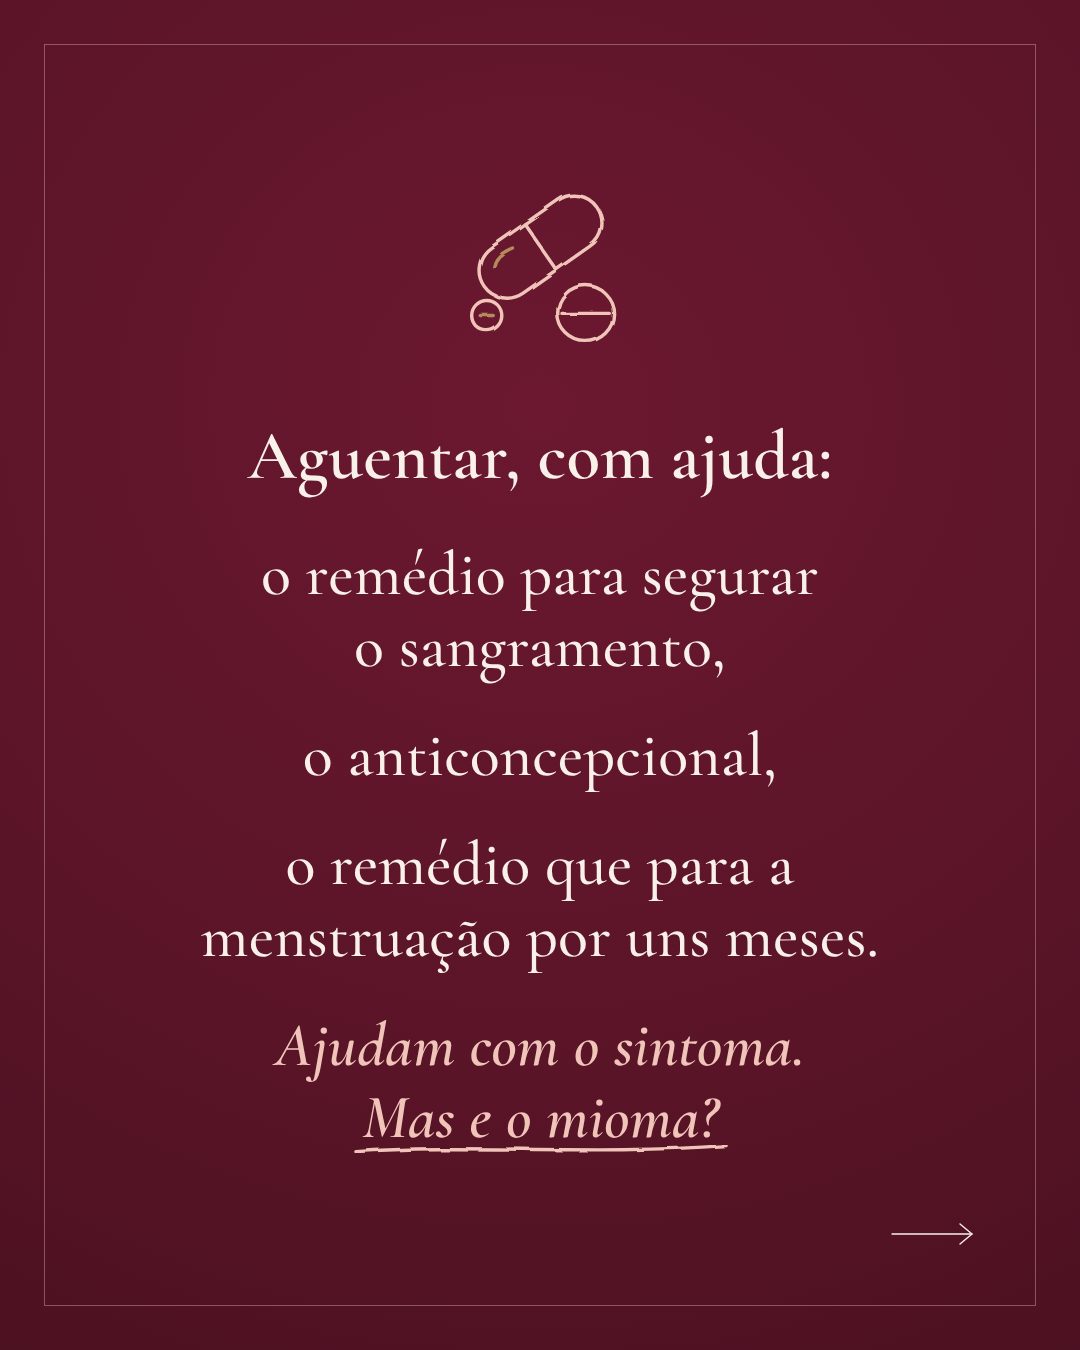 Aguentar, com ajuda:
o remédio para segurar
o sangramento,
o anticoncepcional,
o remédio que para a
menstruação por uns meses.
Ajudam com o sintoma.
Mas e o mioma?